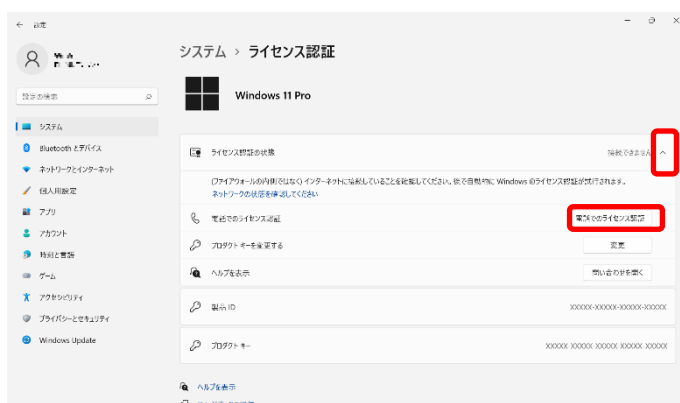 設定
システム › ライセンス認証
Windows 11 Pro
設定の検索
システム
Bluetooth とデバイス
ネットワークとインターネット
個人用設定
アプリ
アカウント
時刻と言語
ゲーム
アクセシビリティ
プライバシーとセキュリティ
Windows Update
ライセンス認証の状態
接続できません
(ファイアウォールの内側ではなく) インターネットに接続していることを確認してください。後で自動的に Windows のライセンス認証が試行されます。
ネットワークの状態を確認してください
電話でのライセンス認証
電話でのライセンス認証
プロダクト キーを変更する
変更
ヘルプを表示
問い合わせを開く
製品 ID
XXXXX-XXXXX-XXXXX-XXXXX
プロダクト キー
XXXXX-XXXXX-XXXXX-XXXXX-XXXXX
ヘルプを表示